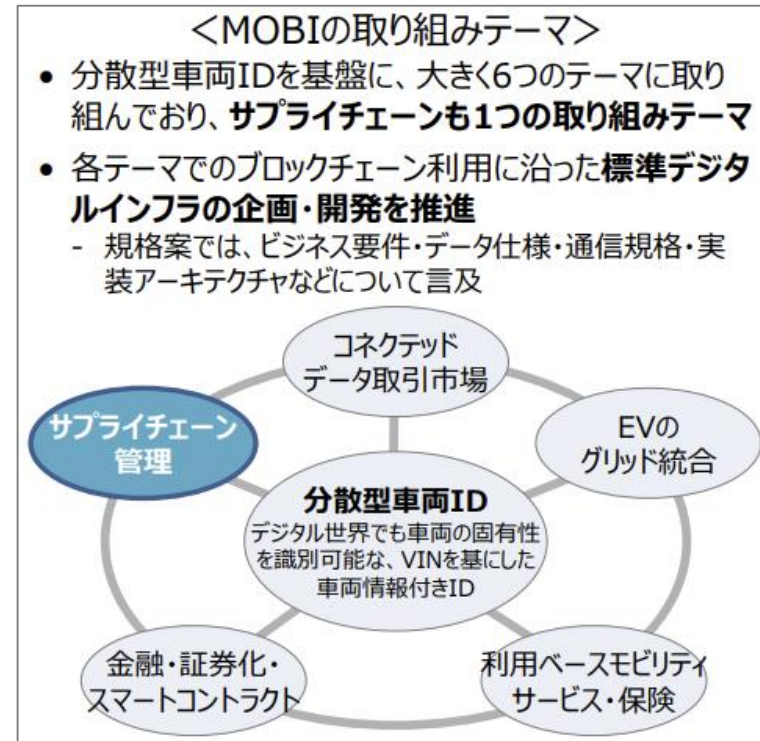 ＜MOBIの取り組みテーマ＞
• 分散型車両IDを基盤に、大きく6つのテーマに取り
組んでおり、サプライチェーンも1つの取り組みテーマ
• 各テーマでのブロックチェーン利用に沿った標準デジタ
ルインフラの企画・開発を推進
- 規格案では、ビジネス要件・データ仕様・通信規格・実
装アーキテクチャなどについて言及
コネクテッド
データ取引市場
サプライチェーン
管理
EVの
グリッド統合
分散型車両ID
デジタル世界でも車両の固有性
を識別可能な、VINを基にした
車両情報付きID
金融・証券化・
スマートコントラクト
利用ベースモビリティ
サービス・保険